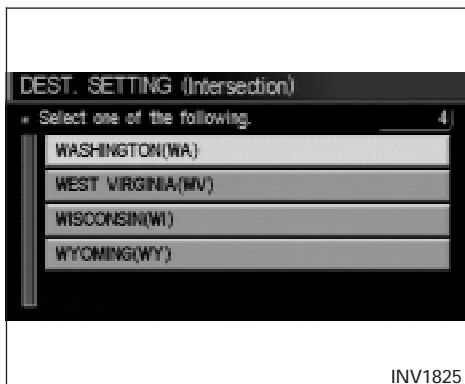 DEST. SETTING (Intersection)
Select one of the following. 4
WASHINGTON(WA)
WEST VIRGINIA(WV)
WISCONSIN(WI)
WYOMING(WY)
INV1825